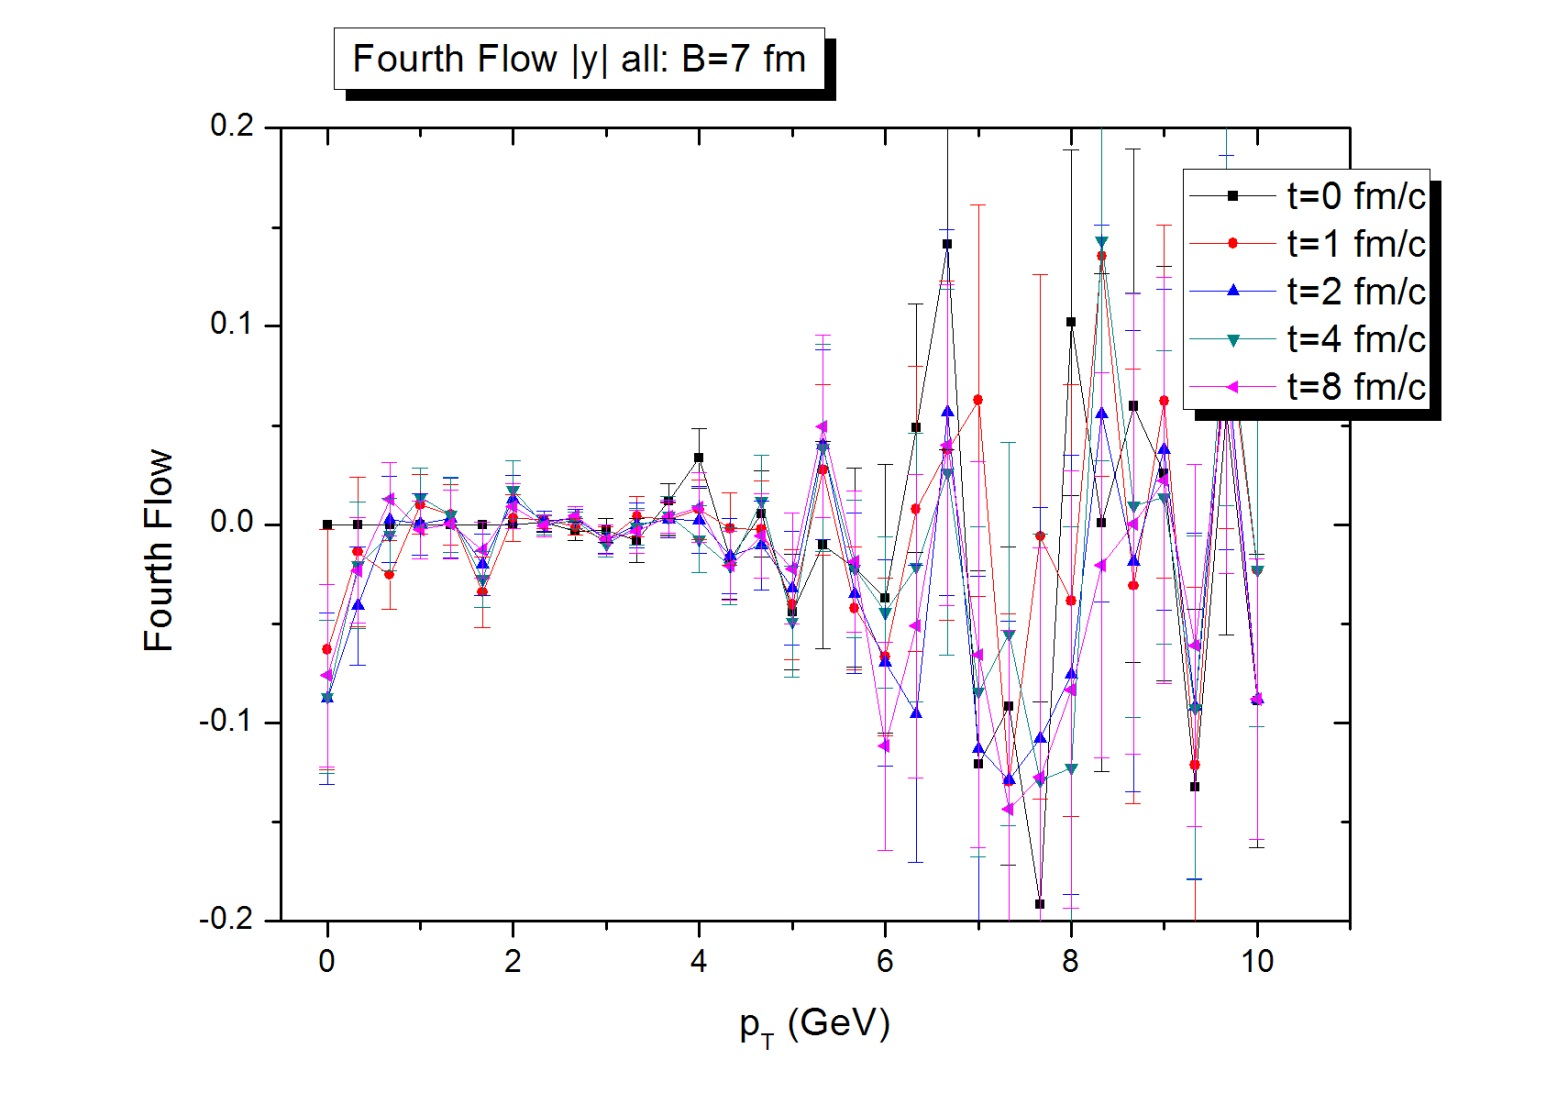 Fourth Flow |y| all: B=7 fm
0.2
0.1
0.0
-0.1
-0.2
Fourth Flow
t=0 fm/c
t=1 fm/c
t=2 fm/c
t=4 fm/c
t=8 fm/c
0 2 4 6 8 10
pT (GeV)